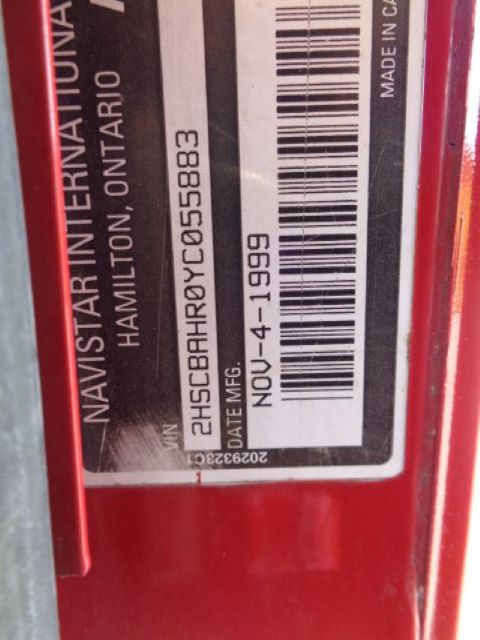 NAVISTAR INTERNATIONA
HAMILTON, ONTARIO
VIN
2HSCBAHR0YC055883
DATE MFG.
NOV-4-1999
MADE IN CA
2029323C1